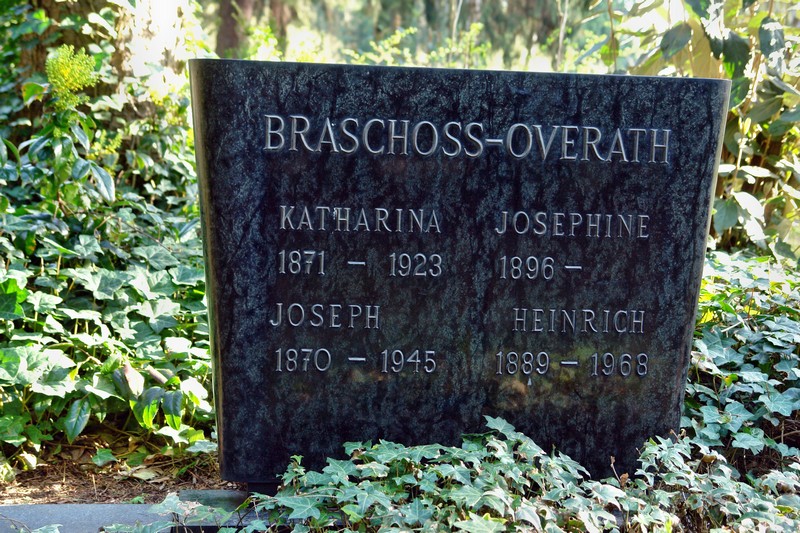 BRASCHOSS-OVERATH
KATHARINA JOSEPHINE
1871 – 1923 1896 –
JOSEPH HEINRICH
1870 – 1945 1889 – 1968